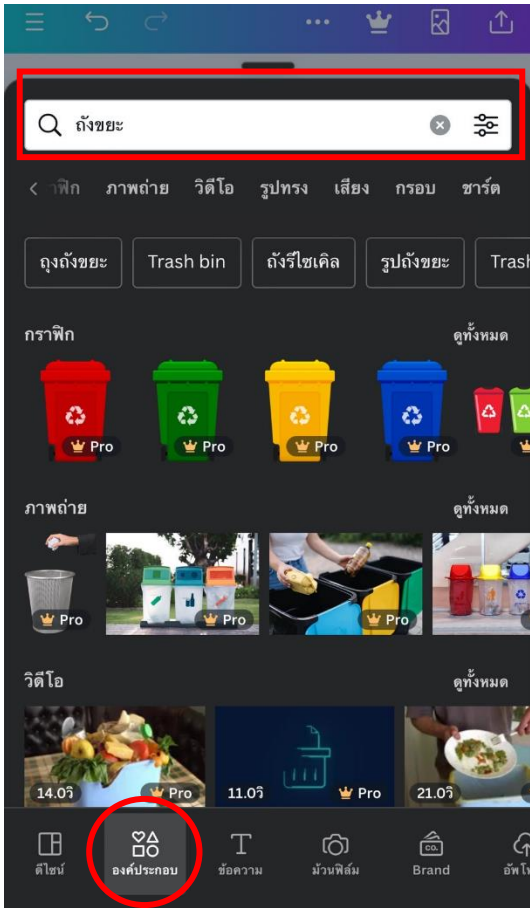 ถังขยะ
าฟิก ภาพถ่าย วิดีโอ รูปทรง เสียง กรอบ ชาร์ต
ถุงถังขยะ Trash bin ถังรีไซเคิล รูปถังขยะ Trash
กราฟิก ดูทั้งหมด
Pro Pro Pro Pro
ภาพถ่าย ดูทั้งหมด
Pro Pro Pro
วิดีโอ ดูทั้งหมด
14.0วิ Pro 11.0วิ Pro 21.0วิ
CO.
ดีไซน์ องค์ประกอบ ข้อความ ม้วนฟิล์ม Brand อัพโห